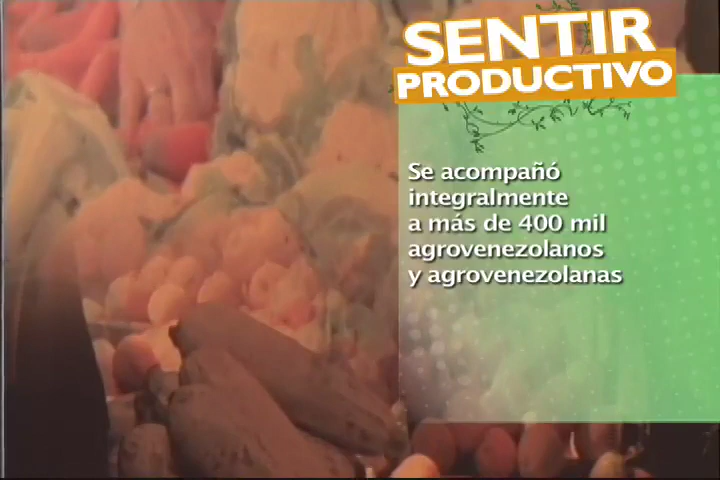 SENTIR
PRODUCTIVO
Se acompañó
integralmente
a más de 400 mil
agrovenezolanos
y agrovenezolanas